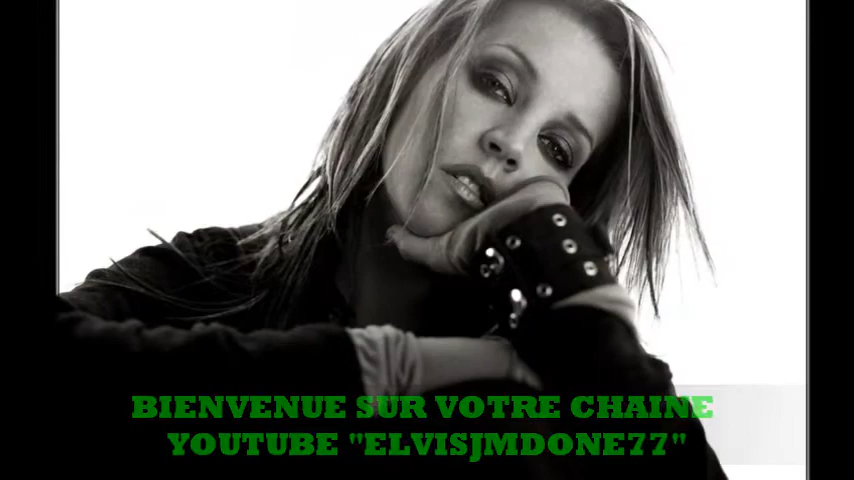 BIENVENUE SUR VOTRE CHAINE
YOUTUBE "ELVISJMDONE77"